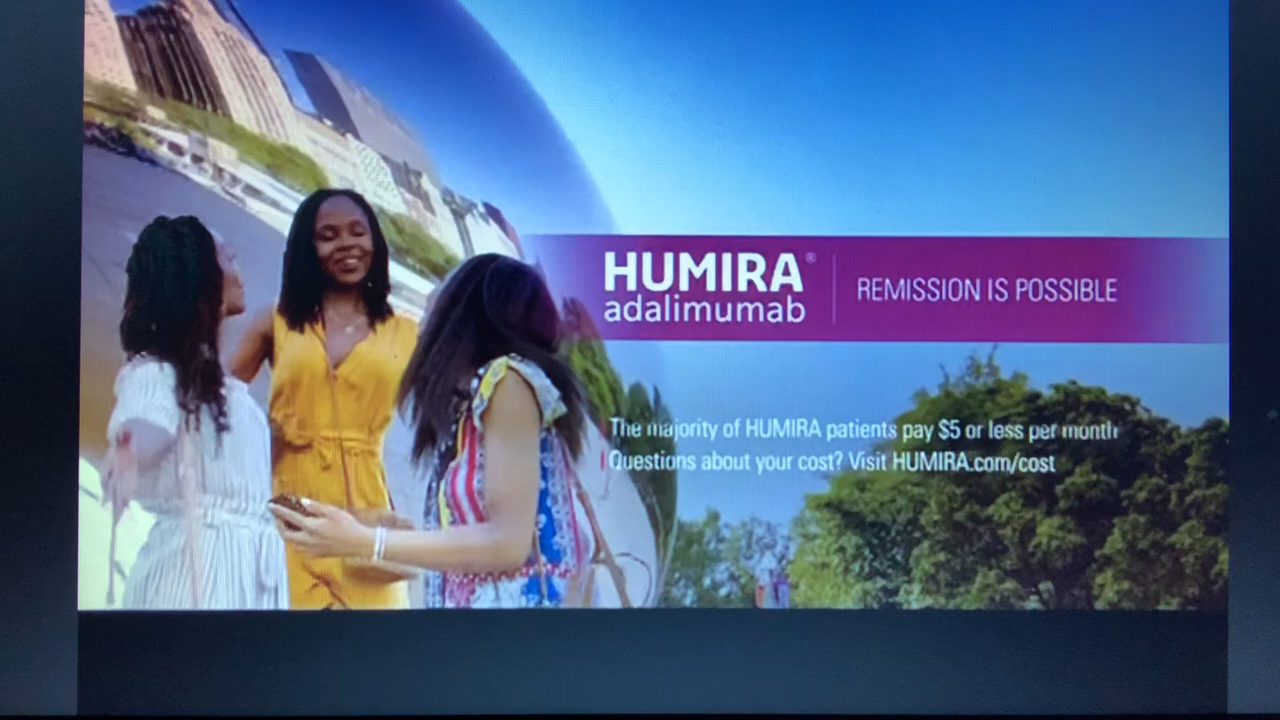 HUMIRA®
adalimumab
REMISSION IS POSSIBLE
The majority of HUMIRA patients pay $5 or less per month
Questions about your cost? Visit HUMIRA.com/cost